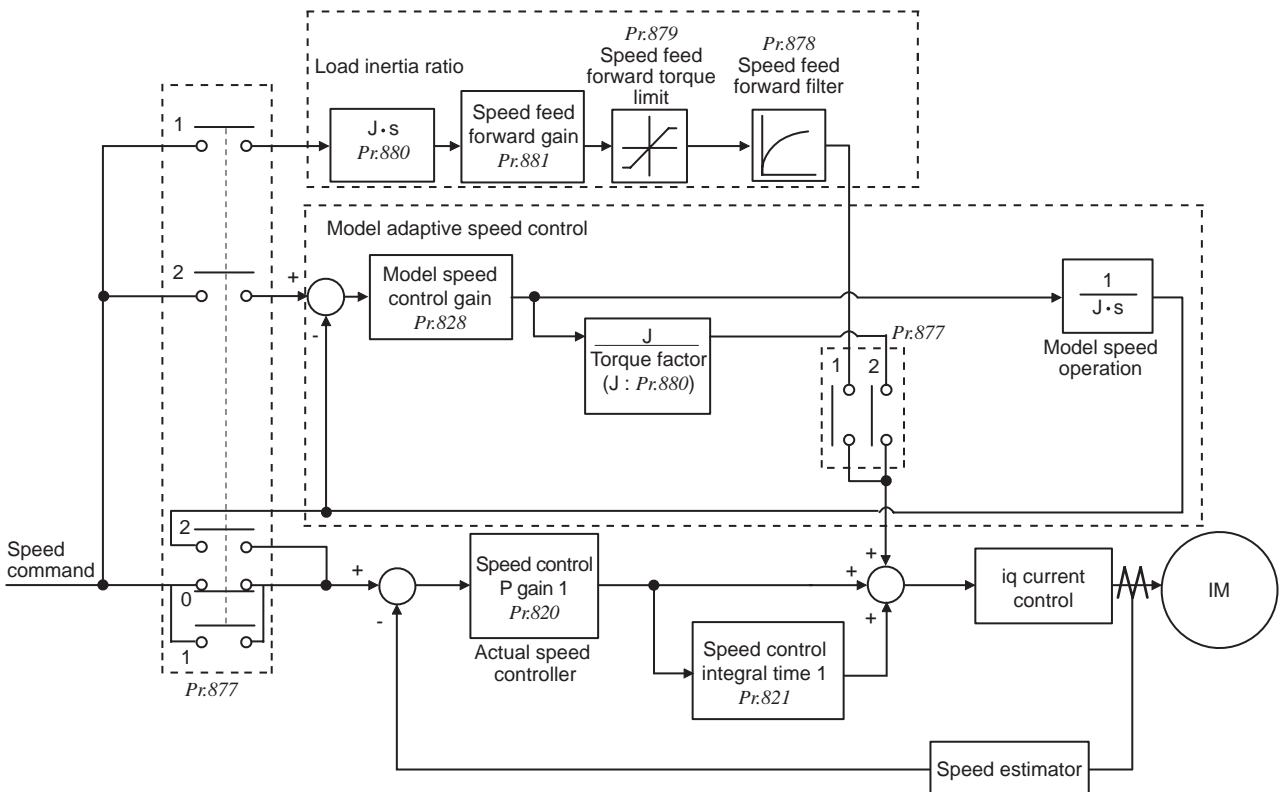 Load inertia ratio
Pr.879
Speed feed
forward torque
limit
Pr.878
Speed feed
forward filter
1
J·s
Pr.880
Speed feed
forward gain
Pr.881
Model adaptive speed control
2
+
-
Model speed
control gain
Pr.828
J
Torque factor
(J : Pr.880)
Pr.877
1 2
1
J·s
Model speed
operation
Speed
command
2
0
1
Pr.877
+
-
Speed control
P gain 1
Pr.820
Actual speed
controller
Speed control
integral time 1
Pr.821
+
+
+
iq current
control
IM
Speed estimator